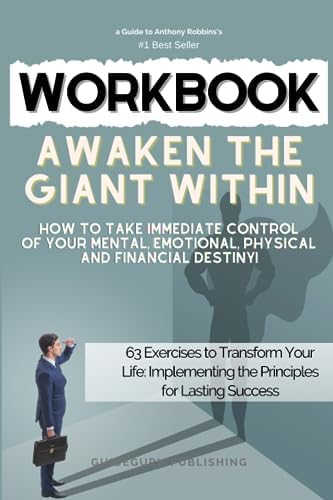 a Guide to Anthony Robbins's
#1 Best Seller
WORKBOOK
AWAKEN THE
GIANT WITHIN
HOW TO TAKE IMMEDIATE CONTROL
OF YOUR MENTAL, EMOTIONAL, PHYSICAL
AND FINANCIAL DESTINY!
63 Exercises to Transform Your
Life: Implementing the Principles
for Lasting Success
GUIDEGURU PUBLISHING